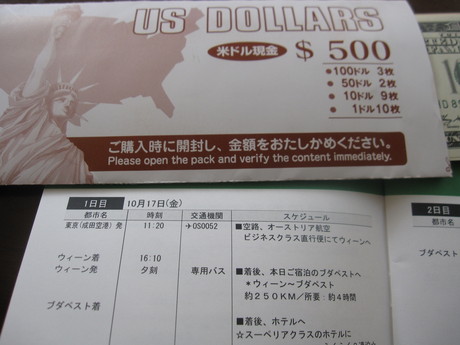 US DOLLARS
米ドル現金 $ 500
●100ドル 3枚
● 50ドル 2枚
● 10ドル 9枚
● 1ドル10枚
ご購入時に開封し、金額をおたしかめください。
Please open the pack and verify the content immediately.
1日目 10月17日(金)
2日目
都市名 時刻 交通機関 スケジュール
都市名
東京(成田空港) 発 11:20 ✈OS0052 ■空路、オーストリア航空
ビジネスクラス直行便にてウィーンへ
ウィーン着 16:10
ウィーン発 夕刻 専用バス ■着後、本日ご宿泊のブダペストへ
*ウィーン~ブダペスト
ブダペスト着 約250KM/所要:約4時間
■着後、ホテルへ
☆スーペリアクラスのホテルに
ブダペ